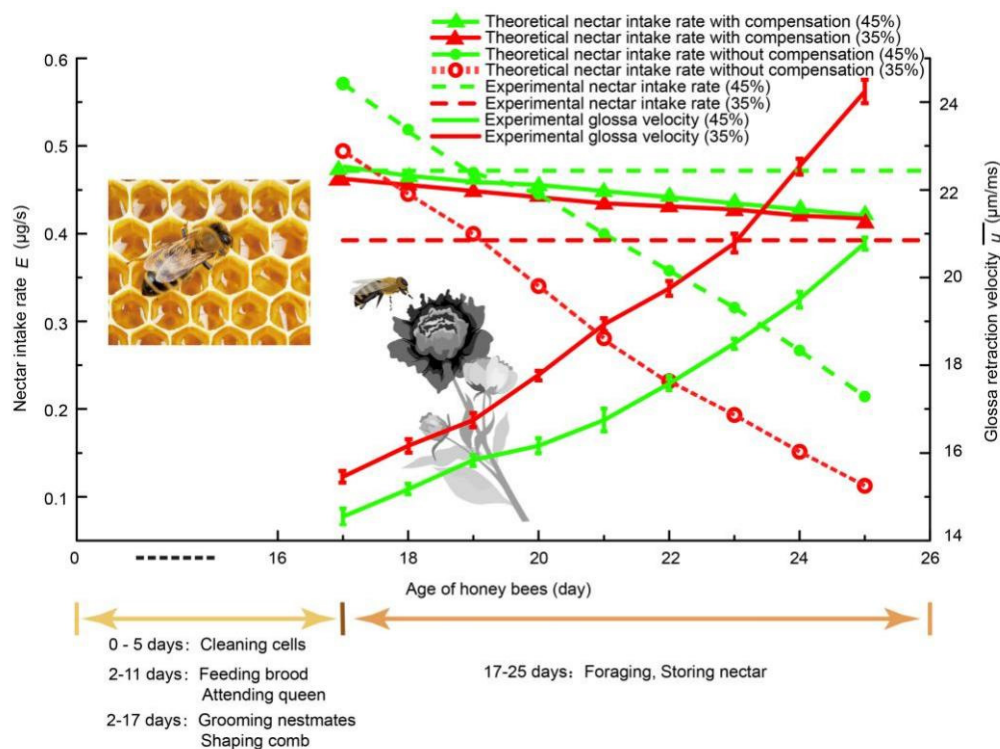 Theoretical nectar intake rate with compensation (45%)
Theoretical nectar intake rate with compensation (35%)
Theoretical nectar intake rate without compensation (45%)
Theoretical nectar intake rate without compensation (35%)
Experimental nectar intake rate (45%)
Experimental nectar intake rate (35%)
Experimental glossa velocity (45%)
Experimental glossa velocity (35%)
Nectar intake rate E (μg/s)
0.6
0.5
0.4
0.3
0.2
0.1
24
22
20
18
16
14
Glossa retraction velocity u (μm/ms)
0 16 18 20 22 24 26
Age of honey bees (day)
0 - 5 days: Cleaning cells
2-11 days: Feeding brood
Attending queen
2-17 days: Grooming nestmates
Shaping comb
17-25 days: Foraging, Storing nectar